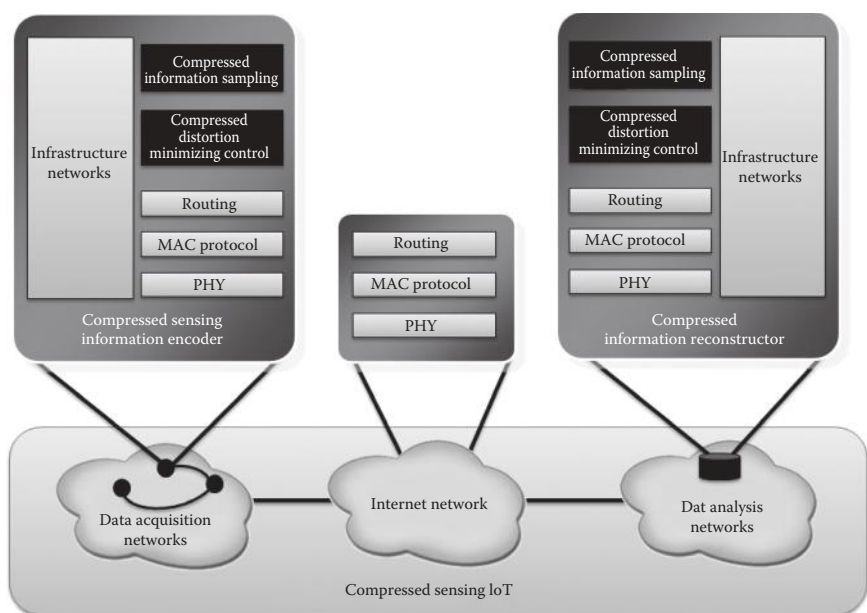 Infrastructure
networks
Compressed
information sampling
Compressed
distortion
minimizing control
Routing
MAC protocol
PHY
Compressed sensing
information encoder
Routing
MAC protocol
PHY
Compressed
information sampling
Compressed
distortion
minimizing control
Routing
MAC protocol
PHY
Infrastructure
networks
Compressed
information reconstructor
Data acquisition
networks
Internet network
Dat analysis
networks
Compressed sensing loT